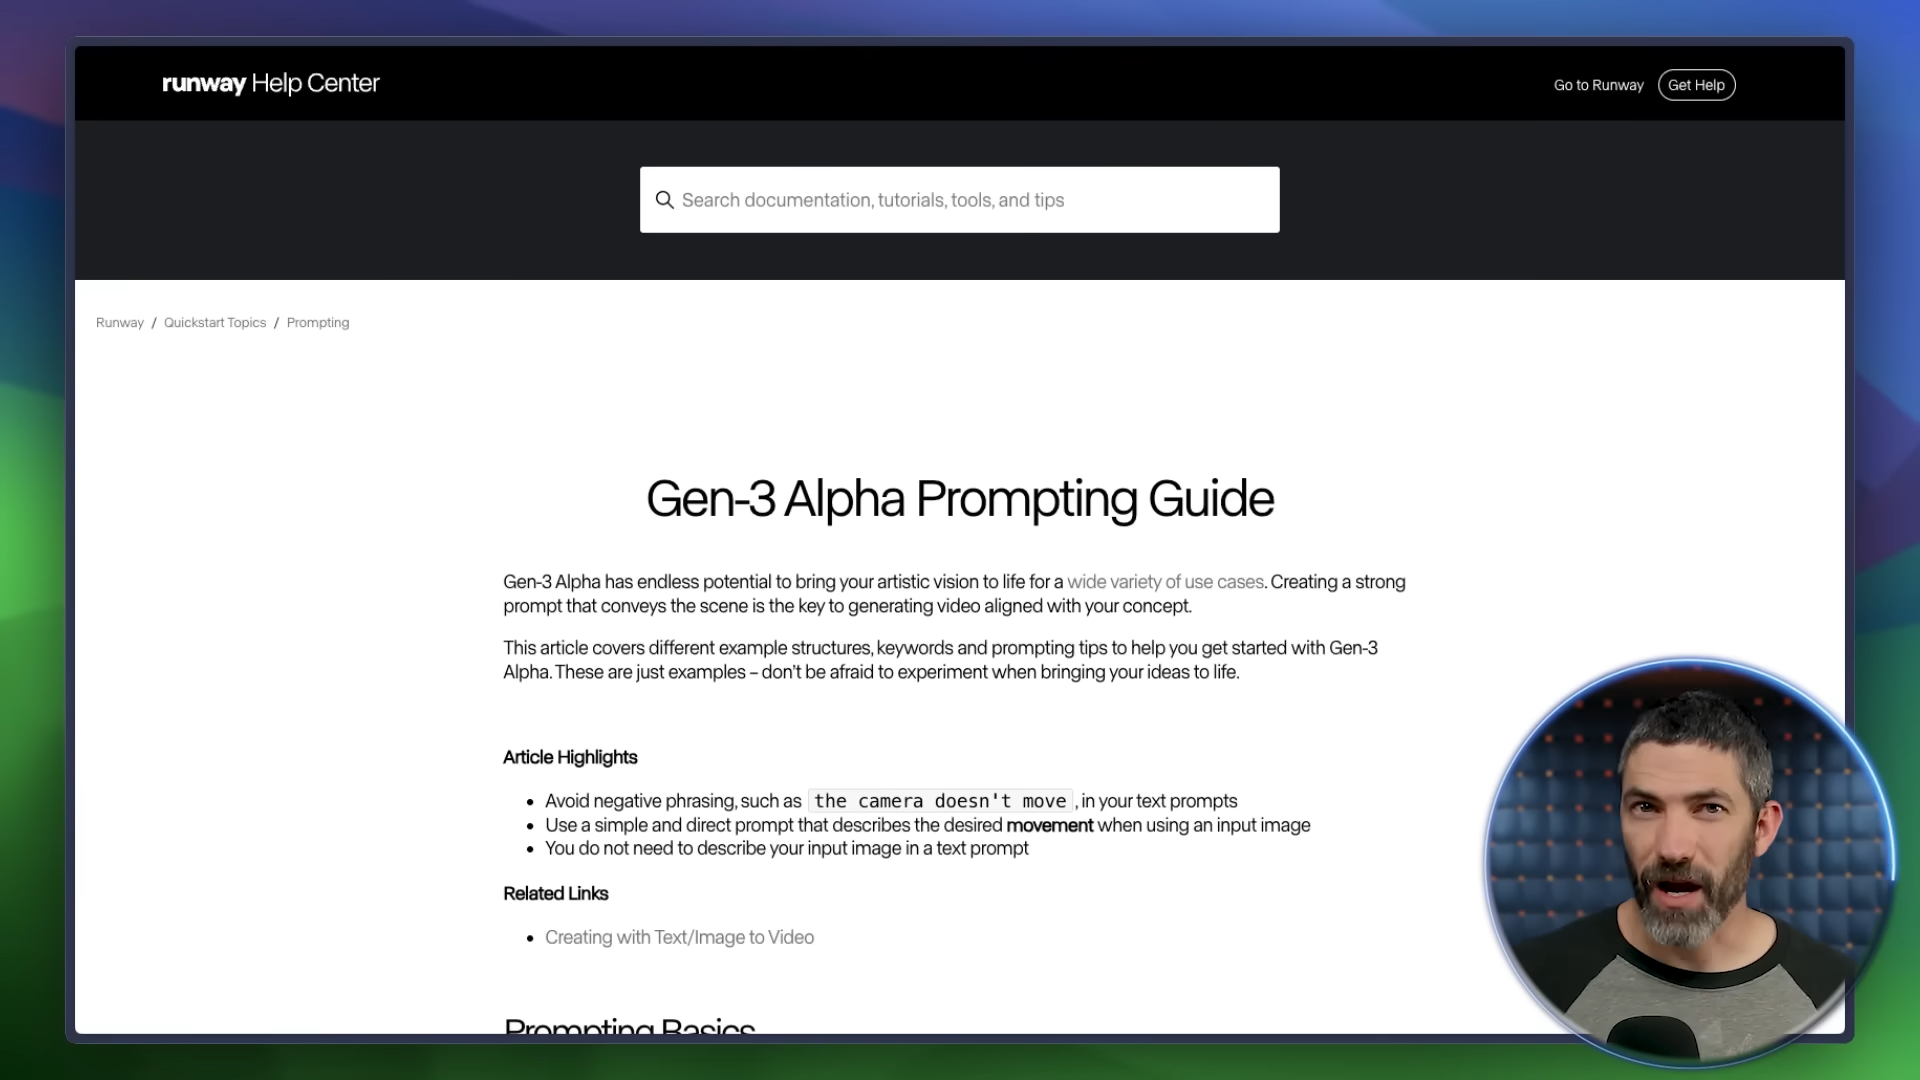 runway Help Center
Go to Runway
Get Help
Search documentation, tutorials, tools, and tips
Runway / Quickstart Topics / Prompting
Gen-3 Alpha Prompting Guide
Gen-3 Alpha has endless potential to bring your artistic vision to life for a wide variety of use cases. Creating a strong
prompt that conveys the scene is the key to generating video aligned with your concept.
This article covers different example structures, keywords and prompting tips to help you get started with Gen-3
Alpha. These are just examples – don't be afraid to experiment when bringing your ideas to life.
Article Highlights
• Avoid negative phrasing, such as the camera doesn't move, in your text prompts
• Use a simple and direct prompt that describes the desired movement when using an input image
• You do not need to describe your input image in a text prompt
Related Links
• Creating with Text/Image to Video
Prompting Basics